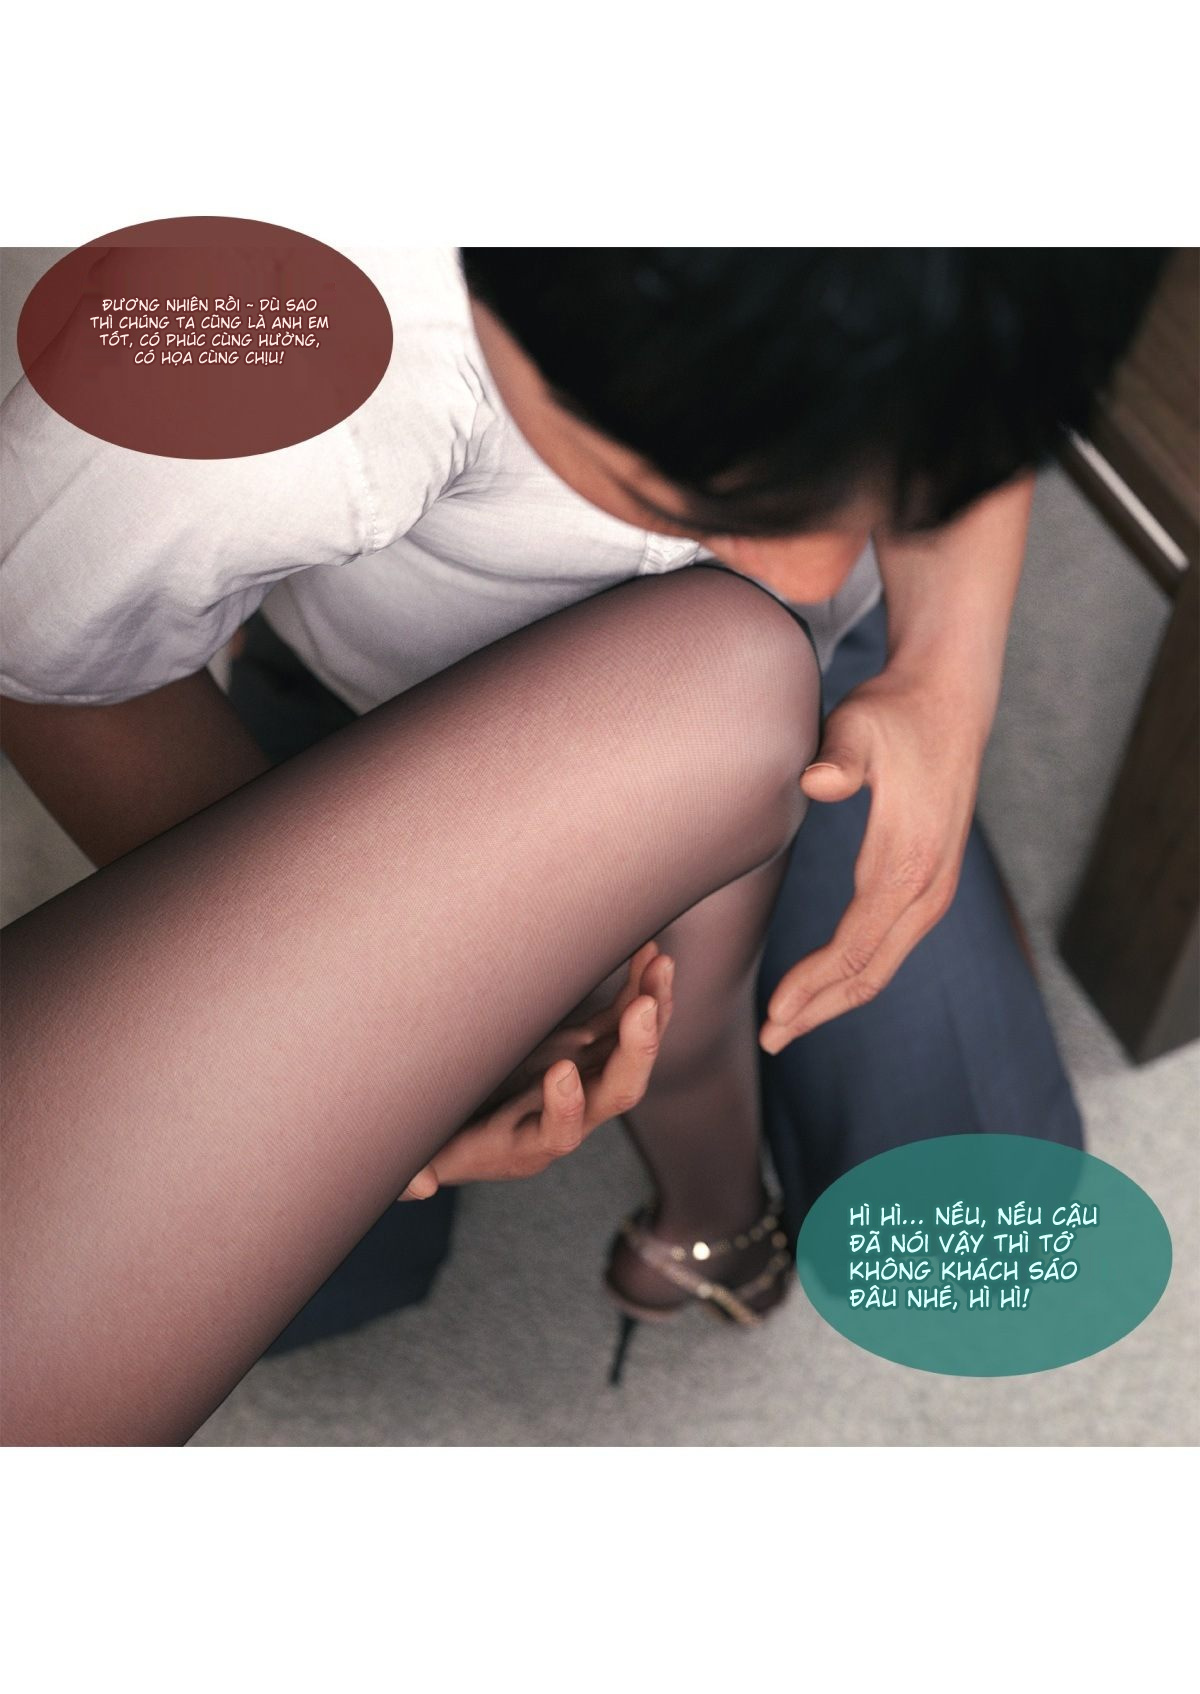 ĐƯƠNG NHIÊN RỒI ~ DÙ SAO
THÌ CHÚNG TA CŨNG LÀ ANH EM
TỐT, CÓ PHÚC CÙNG HƯỞNG,
CÓ HỌA CÙNG CHỊU!
HÌ HÌ... NẾU, NẾU CẬU
ĐÃ NÓI VẬY THÌ TỚ
KHÔNG KHÁCH SÁO
ĐÂU NHÉ, HÌ HÌ!